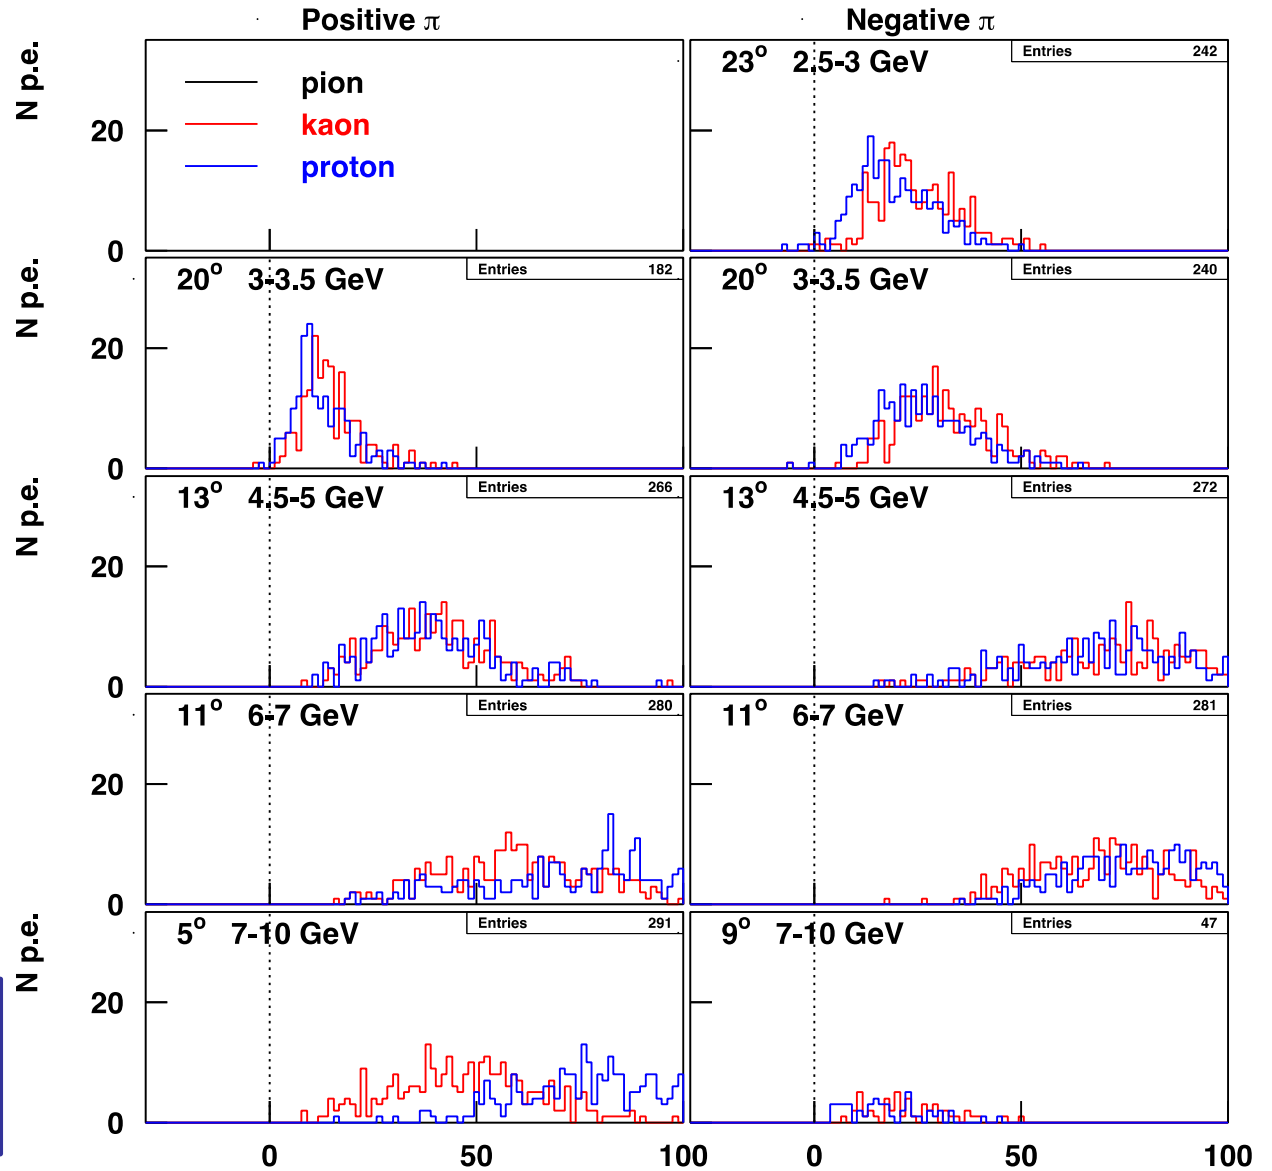 Positive π Negative π
N p.e.
pion
kaon
proton
20
0
23° 2.5-3 GeV
Entries 242
N p.e.
20
0
20° 3-3.5 GeV
Entries 182
20° 3-3.5 GeV
Entries 240
N p.e.
20
0
13° 4.5-5 GeV
Entries 266
13° 4.5-5 GeV
Entries 272
20
0
11° 6-7 GeV
Entries 280
11° 6-7 GeV
Entries 281
N p.e.
20
0
5° 7-10 GeV
Entries 291
9° 7-10 GeV
Entries 47
0 50 100 0 50 100